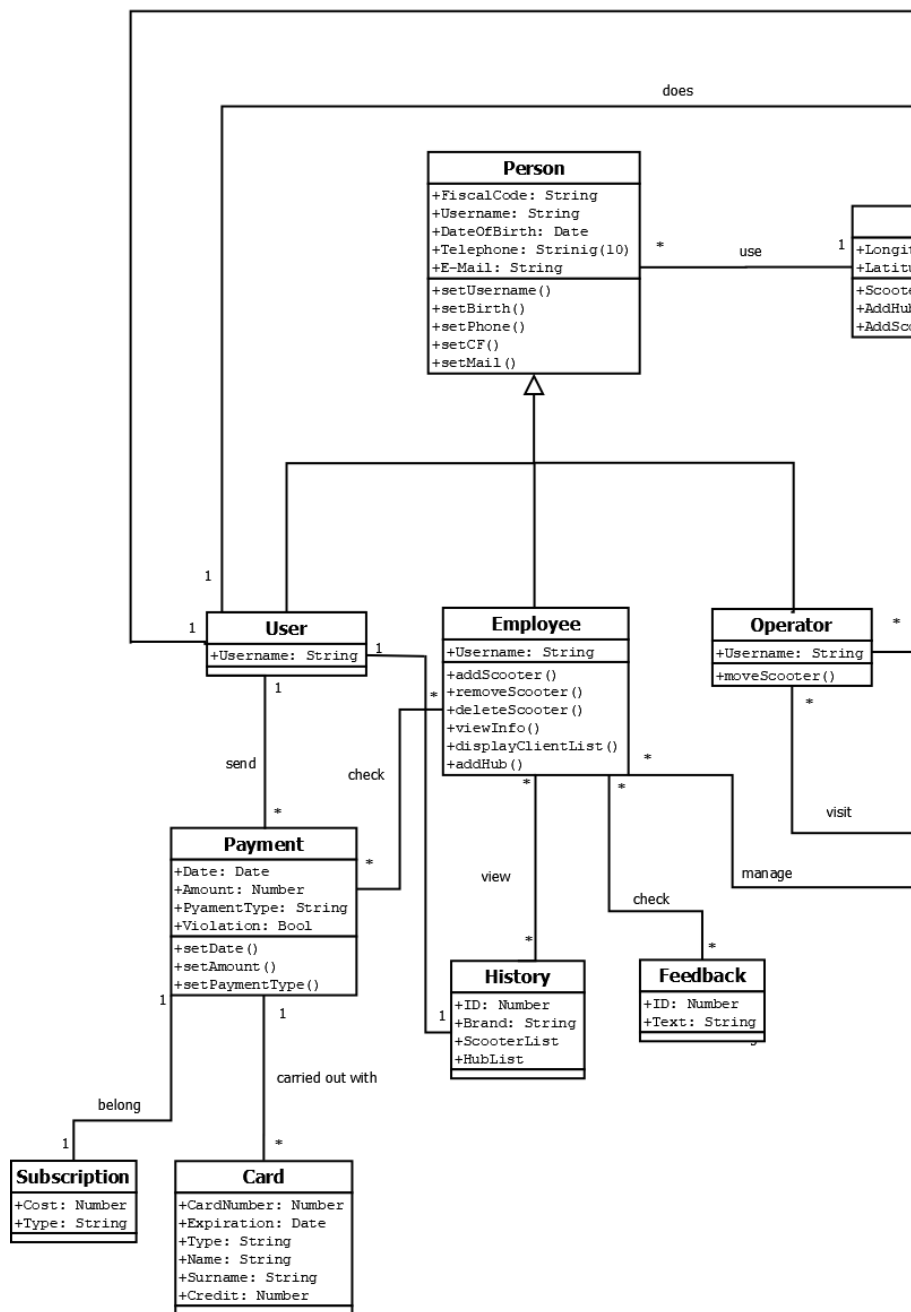 does
Person
+FiscalCode: String
+Username: String
+DateOfBirth: Date
+Telephone: Strinig(10)
+E-Mail: String
+setUsername()
+setBirth()
+setPhone()
+setCF()
+setMail()
* use 1
+Longit
+Latitu
+Scoote
+AddHub
+AddSco
1
1
User
+Username: String
1
1
Employee
+Username: String
+addScooter()
+removeScooter()
+deleteScooter()
+viewInfo()
+displayClientList()
+addHub()
*
*
*
*
Operator
+Username: String
+moveScooter()
*
*
send
*
check
*
visit
manage
view
*
check
*
Payment
+Date: Date
+Amount: Number
+PyamentType: String
+Violation: Bool
+setDate()
+setAmount()
+setPaymentType()
1
1
History
+ID: Number
+Brand: String
+ScooterList
+HubList
1
Feedback
+ID: Number
+Text: String
belong
1
carried out with
*
Subscription
+Cost: Number
+Type: String
Card
+CardNumber: Number
+Expiration: Date
+Type: String
+Name: String
+Surname: String
+Credit: Number